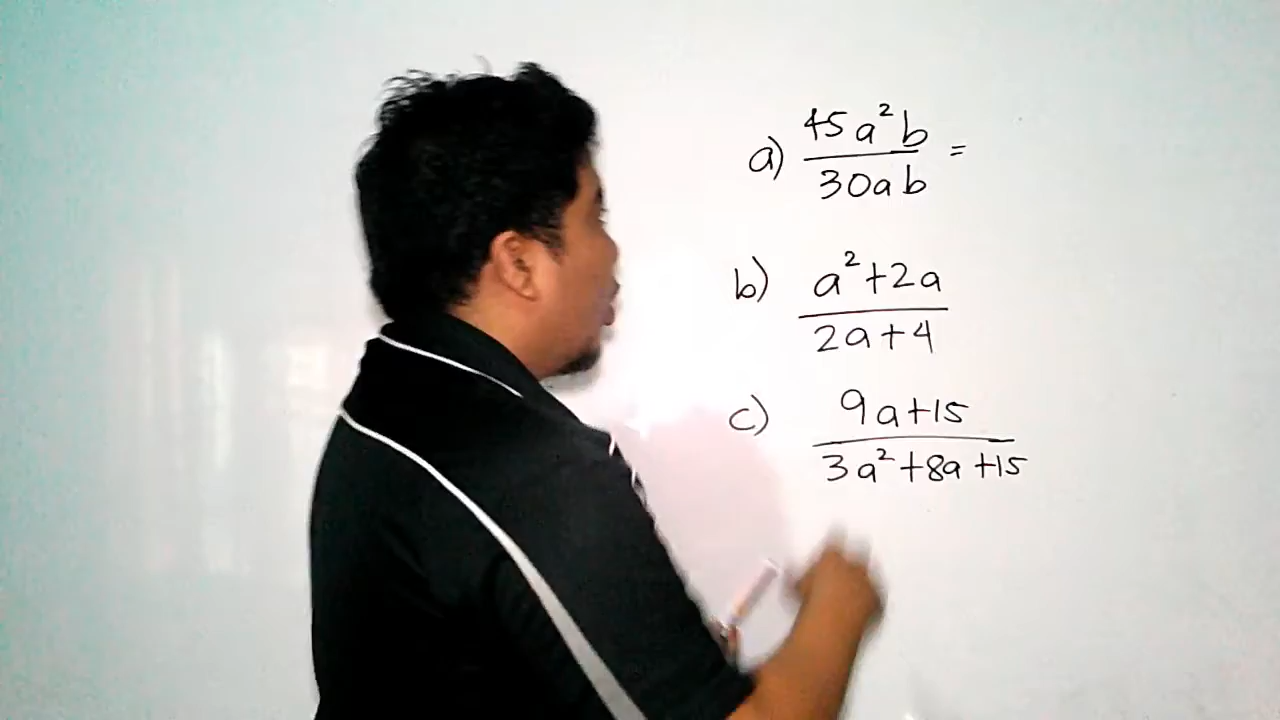 a) 45a²b
30ab =
b) a²+2a
2a+4
c) 9a+15
3a²+8a+15